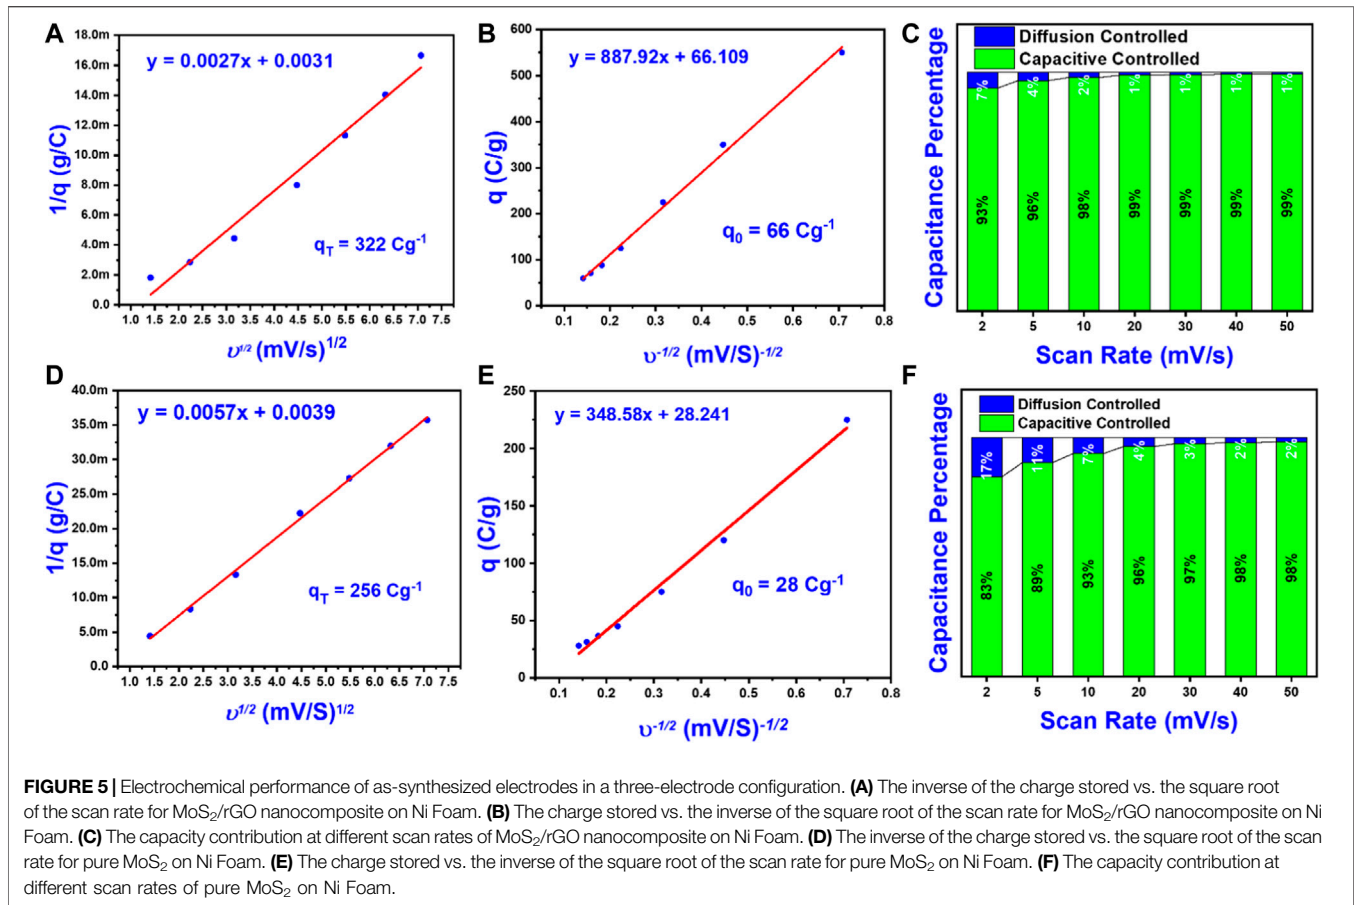 A
18.0m
16.0m
14.0m
12.0m
10.0m
8.0m
6.0m
4.0m
2.0m
0.0
1/q (g/C)
y = 0.0027x + 0.0031
qT = 322 Cg-1
1.0 1.5 2.0 2.5 3.0 3.5 4.0 4.5 5.0 5.5 6.0 6.5 7.0 7.5
υ1/2 (mV/s)1/2
B
600
500
400
300
200
100
0
q (C/g)
y = 887.92x + 66.109
q0 = 66 Cg-1
0.1 0.2 0.3 0.4 0.5 0.6 0.7 0.8
υ-1/2 (mV/S)-1/2
C
Diffusion Controlled
Capacitive Controlled
Capacitance Percentage
7% 4% 2% 1% 1% 1% 1%
93% 96% 98% 99% 99% 99% 99%
2 5 10 20 30 40 50
Scan Rate (mV/s)
D
40.0m
35.0m
30.0m
25.0m
20.0m
15.0m
10.0m
5.0m
0.0
1/q (g/C)
y = 0.0057x + 0.0039
qT = 256 Cg-1
1.0 1.5 2.0 2.5 3.0 3.5 4.0 4.5 5.0 5.5 6.0 6.5 7.0 7.5
υ1/2 (mV/S)1/2
E
250
200
150
100
50
0
q (C/g)
y = 348.58x + 28.241
q0 = 28 Cg-1
0.1 0.2 0.3 0.4 0.5 0.6 0.7 0.8
υ-1/2 (mV/S)-1/2
F
Diffusion Controlled
Capacitive Controlled
Capacitance Percentage
17% 11% 7% 4% 3% 2% 2%
83% 89% 93% 96% 97% 98% 98%
2 5 10 20 30 40 50
Scan Rate (mV/s)
FIGURE 5 | Electrochemical performance of as-synthesized electrodes in a three-electrode configuration. (A) The inverse of the charge stored vs. the square root
of the scan rate for MoS2/rGO nanocomposite on Ni Foam. (B) The charge stored vs. the inverse of the square root of the scan rate for MoS2/rGO nanocomposite on Ni
Foam. (C) The capacity contribution at different scan rates of MoS2/rGO nanocomposite on Ni Foam. (D) The inverse of the charge stored vs. the square root of the scan
rate for pure MoS2 on Ni Foam. (E) The charge stored vs. the inverse of the square root of the scan rate for pure MoS2 on Ni Foam. (F) The capacity contribution at
different scan rates of pure MoS2 on Ni Foam.